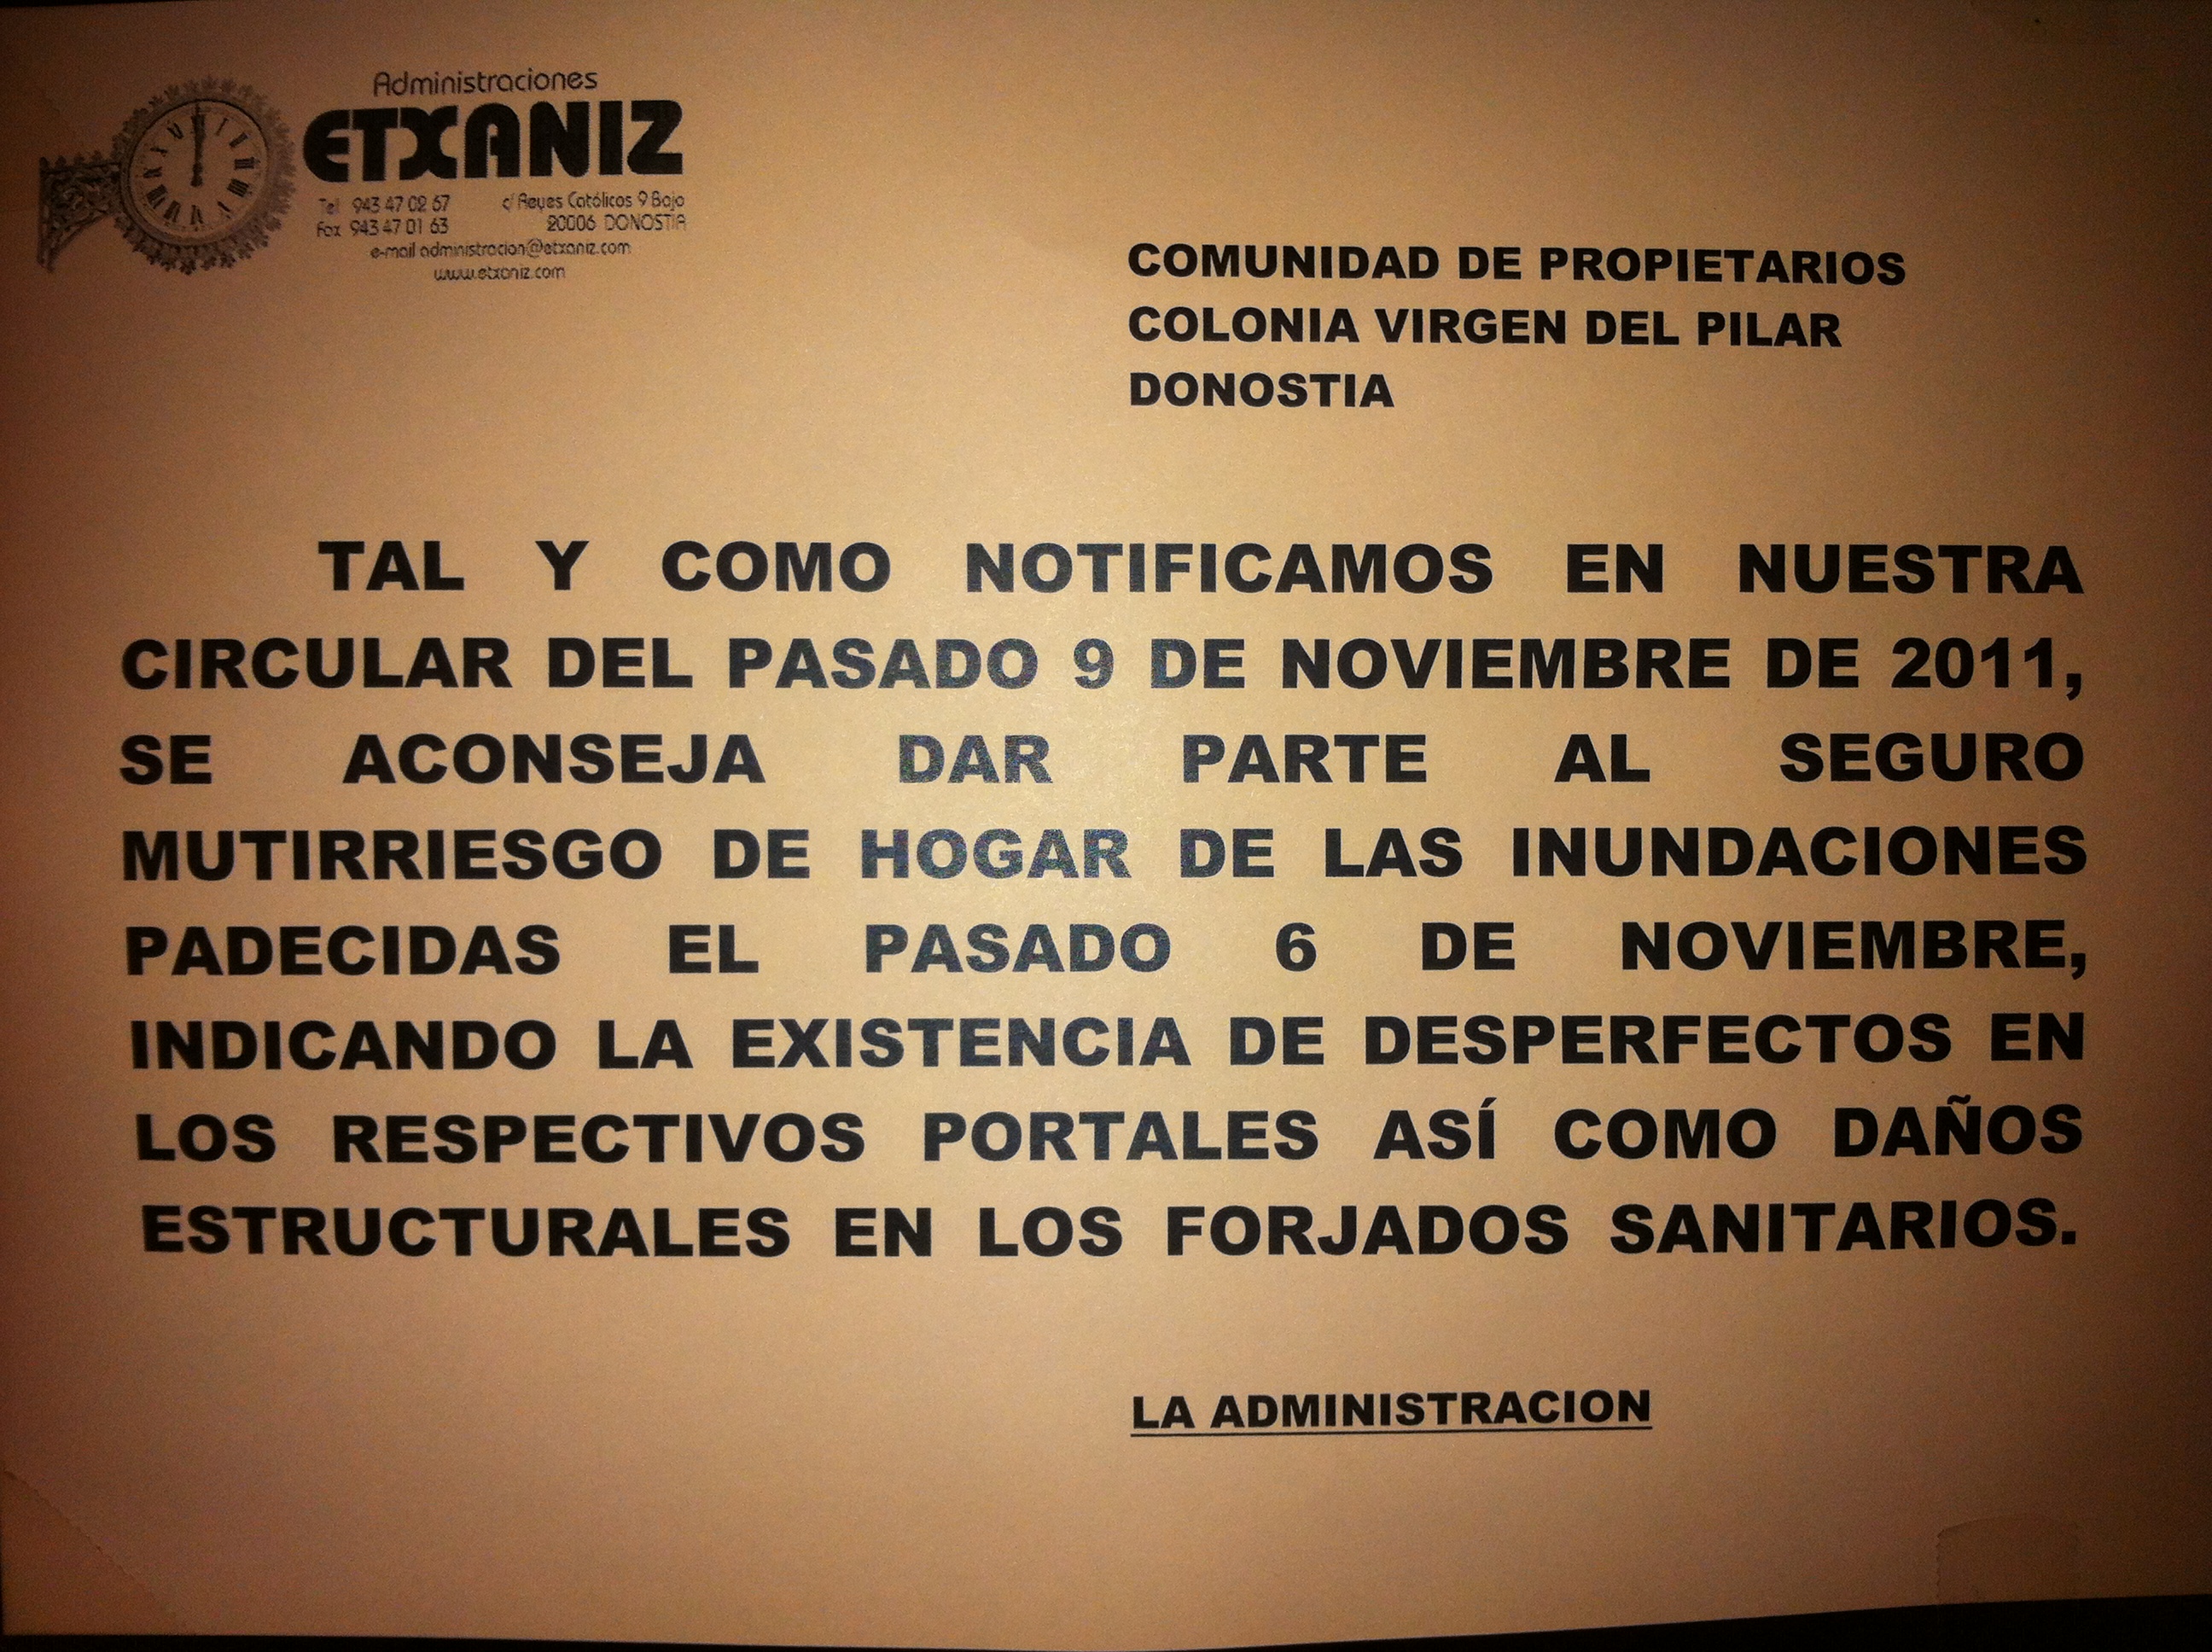 Administraciones
ETXANIZ
Tel 943 47 02 67 c/ Reyes Católicos 9 Bajo
Fax 943 47 01 63 20006 DONOSTIA
e-mail administracion@etxaniz.com
www.etxaniz.com
COMUNIDAD DE PROPIETARIOS
COLONIA VIRGEN DEL PILAR
DONOSTIA
TAL Y COMO NOTIFICAMOS EN NUESTRA
CIRCULAR DEL PASADO 9 DE NOVIEMBRE DE 2011,
SE ACONSEJA DAR PARTE AL SEGURO
MUTIRRIESGO DE HOGAR DE LAS INUNDACIONES
PADECIDAS EL PASADO 6 DE NOVIEMBRE,
INDICANDO LA EXISTENCIA DE DESPERFECTOS EN
LOS RESPECTIVOS PORTALES ASÍ COMO DAÑOS
ESTRUCTURALES EN LOS FORJADOS SANITARIOS.
LA ADMINISTRACION